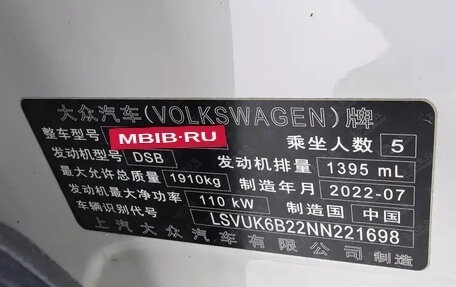 大众汽车(VOLKSWAGEN)牌
整车型号 MBIB·RU 乘坐人数 5
发动机型号 DSB 发动机排量 1395 mL
最大允许总质量 1910kg 制造年月 2022-07
发动机最大净功率 110 kW 制造国 中国
车辆识别代号 LSVUK6B22NN221698
上汽大众汽车有限公司 制造